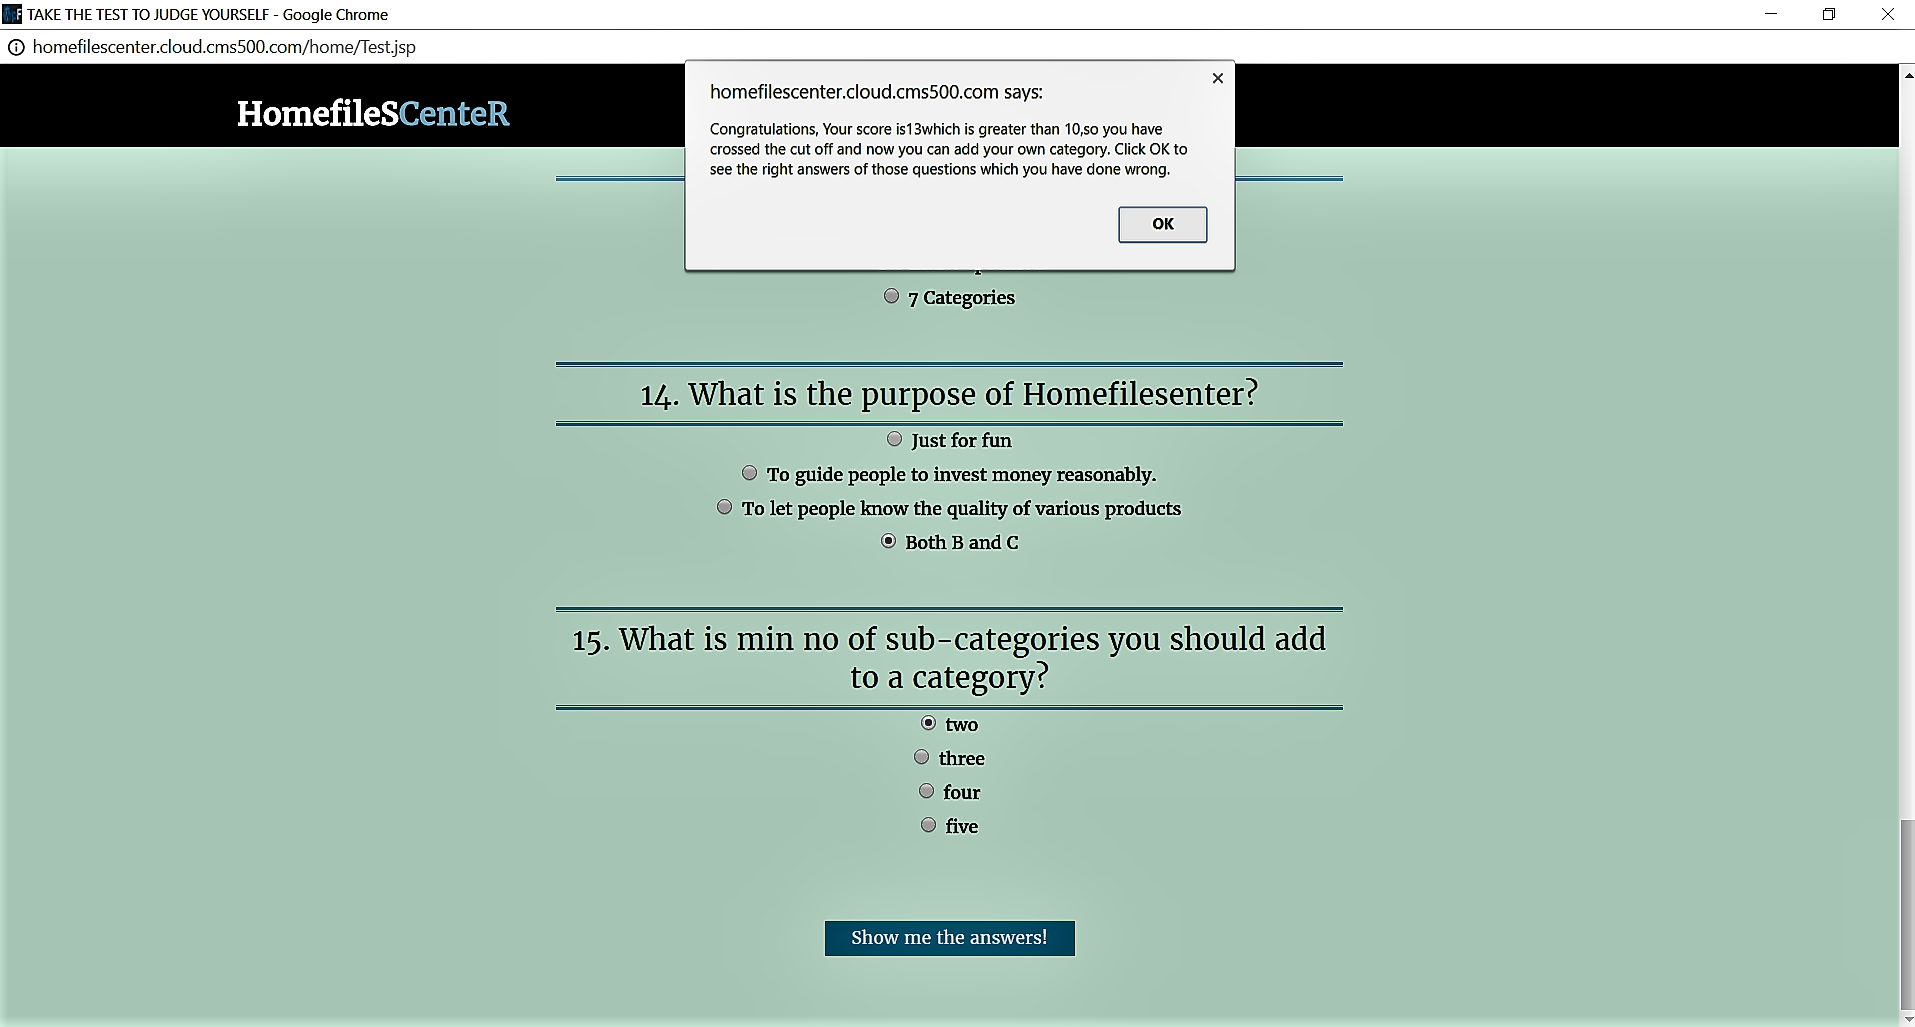 TAKE THE TEST TO JUDGE YOURSELF - Google Chrome
homefilescenter.cloud.cms500.com/home/Test.jsp
HomefileSCenteR
homefilescenter.cloud.cms500.com says:
Congratulations, Your score is13which is greater than 10,so you have
crossed the cut off and now you can add your own category. Click OK to
see the right answers of those questions which you have done wrong.
OK
7 Categories
14. What is the purpose of Homefilesenter?
Just for fun
To guide people to invest money reasonably.
To let people know the quality of various products
Both B and C
15. What is min no of sub-categories you should add
to a category?
two
three
four
five
Show me the answers!